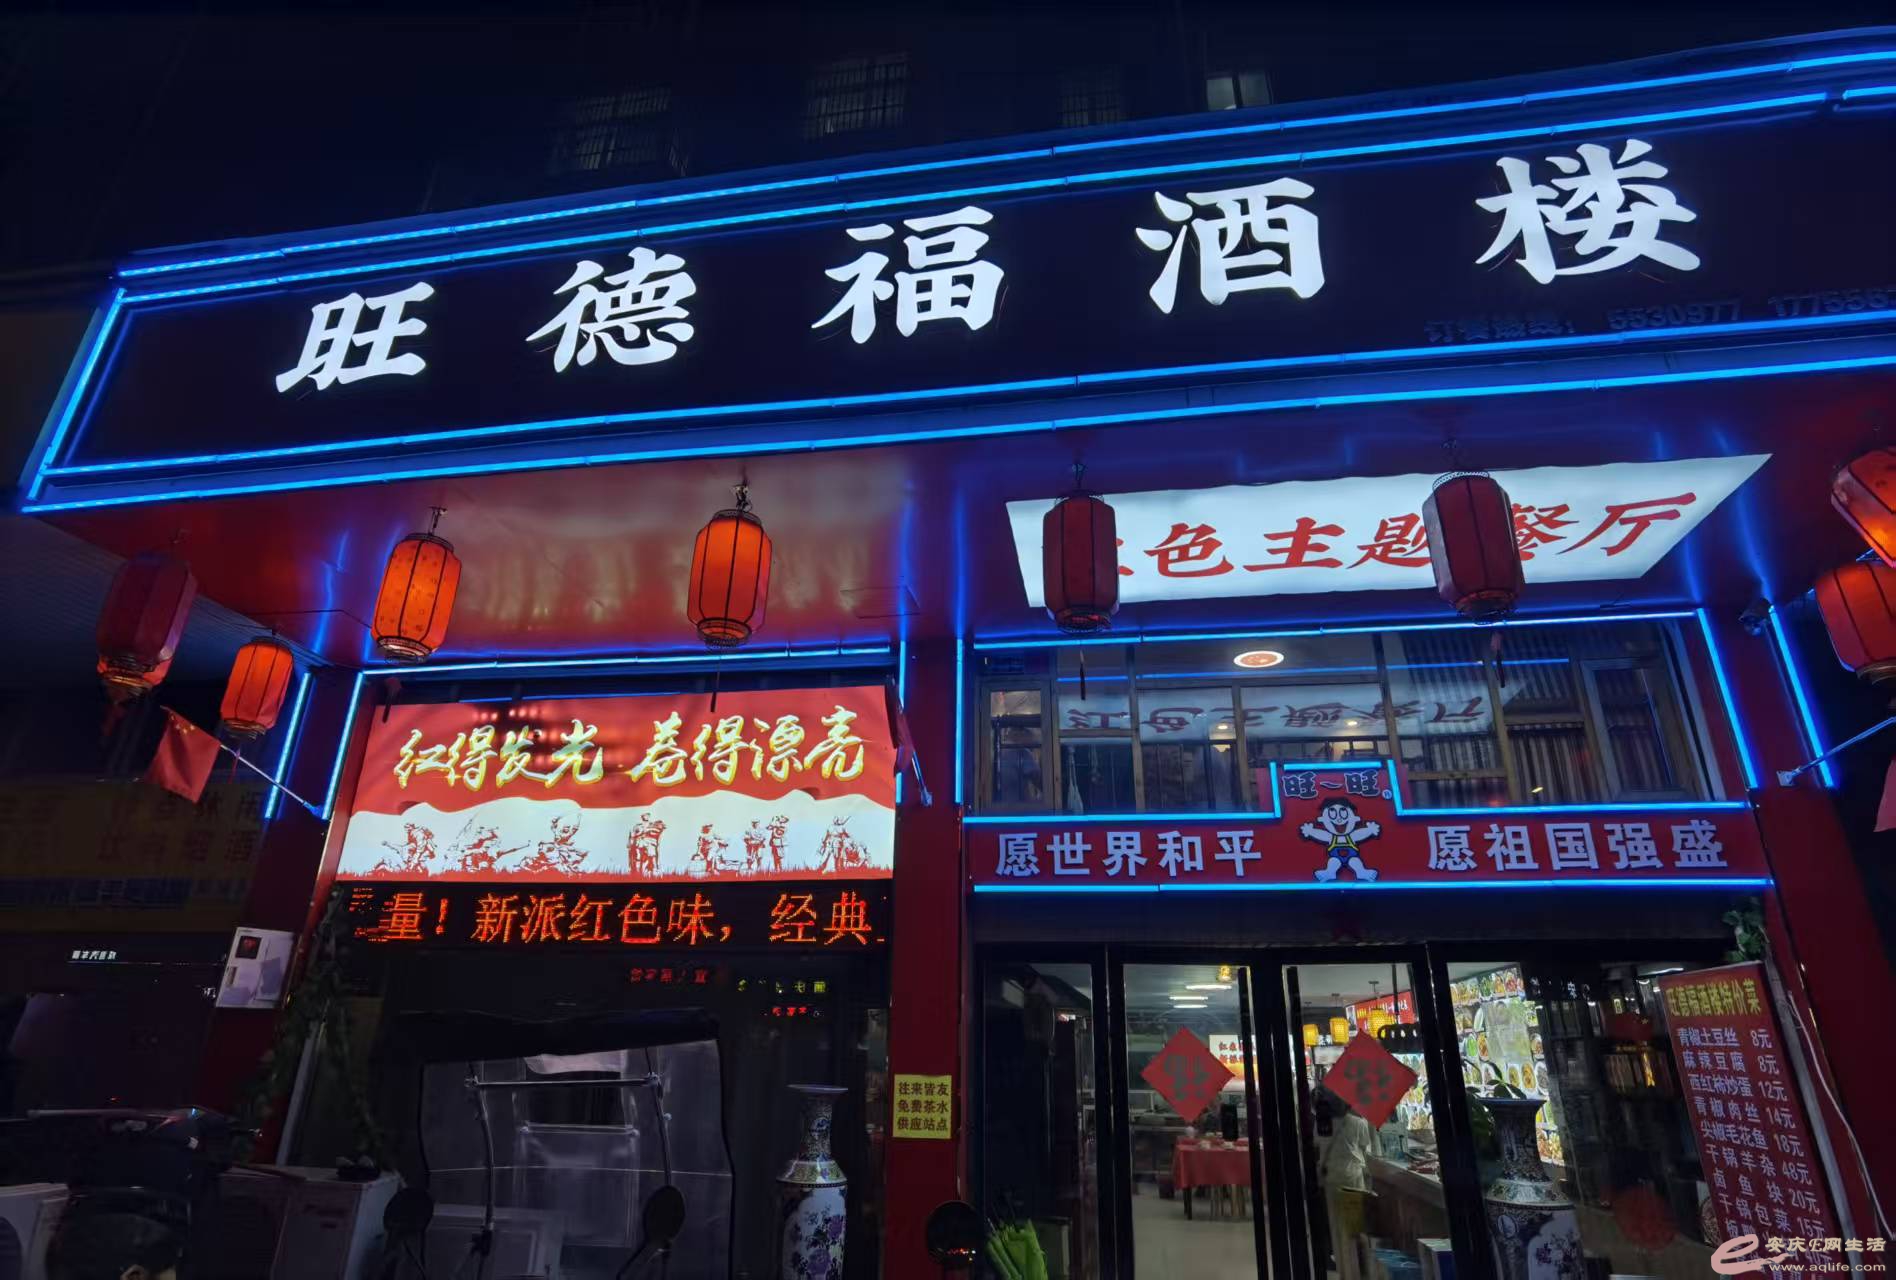 旺德福酒楼
订餐热线：5530977 177558
色主题餐厅
红得发光 卷得漂亮
旺-旺
愿世界和平
愿祖国强盛
量！新派红色味，经典
往来皆友
免费茶水
供应站点
旺德福酒楼特价菜
青椒土豆丝 8元
麻辣豆腐 8元
西红柿炒蛋 12元
青椒肉丝 14元
尖椒毛花鱼 18元
干锅羊杂 48元
卤鱼块 20元
干锅包菜 15元
安庆E网生活
www.aqlife.com